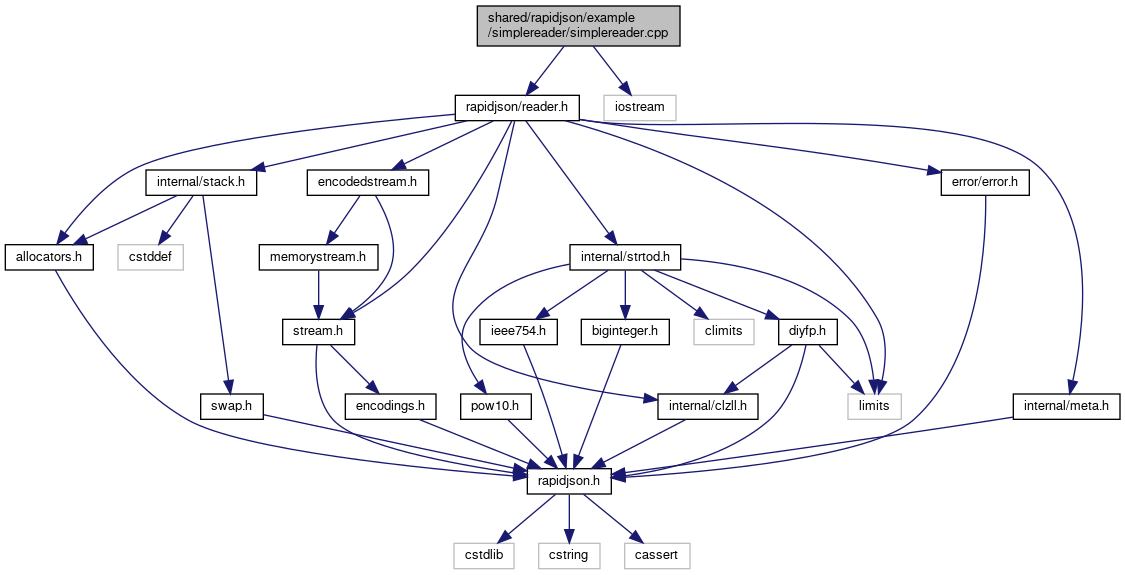 shared/rapidjson/example
/simplereader/simplereader.cpp
rapidjson/reader.h
iostream
internal/stack.h
encodedstream.h
error/error.h
allocators.h
cstddef
memorystream.h
internal/strtod.h
stream.h
ieee754.h
biginteger.h
climits
diyfp.h
swap.h
encodings.h
pow10.h
internal/clzll.h
limits
internal/meta.h
rapidjson.h
cstdlib
cstring
cassert